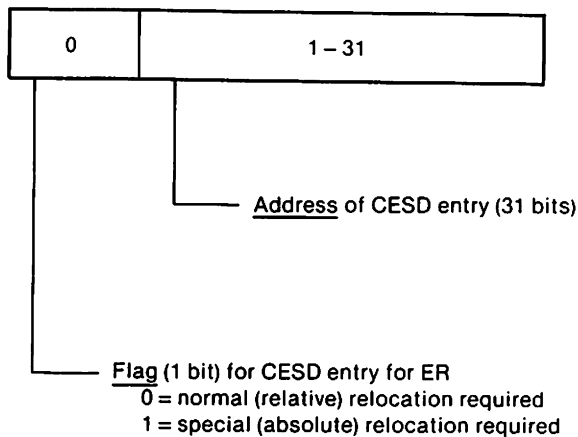 0 1 – 31
Address of CESD entry (31 bits)
Flag (1 bit) for CESD entry for ER
0 = normal (relative) relocation required
1 = special (absolute) relocation required